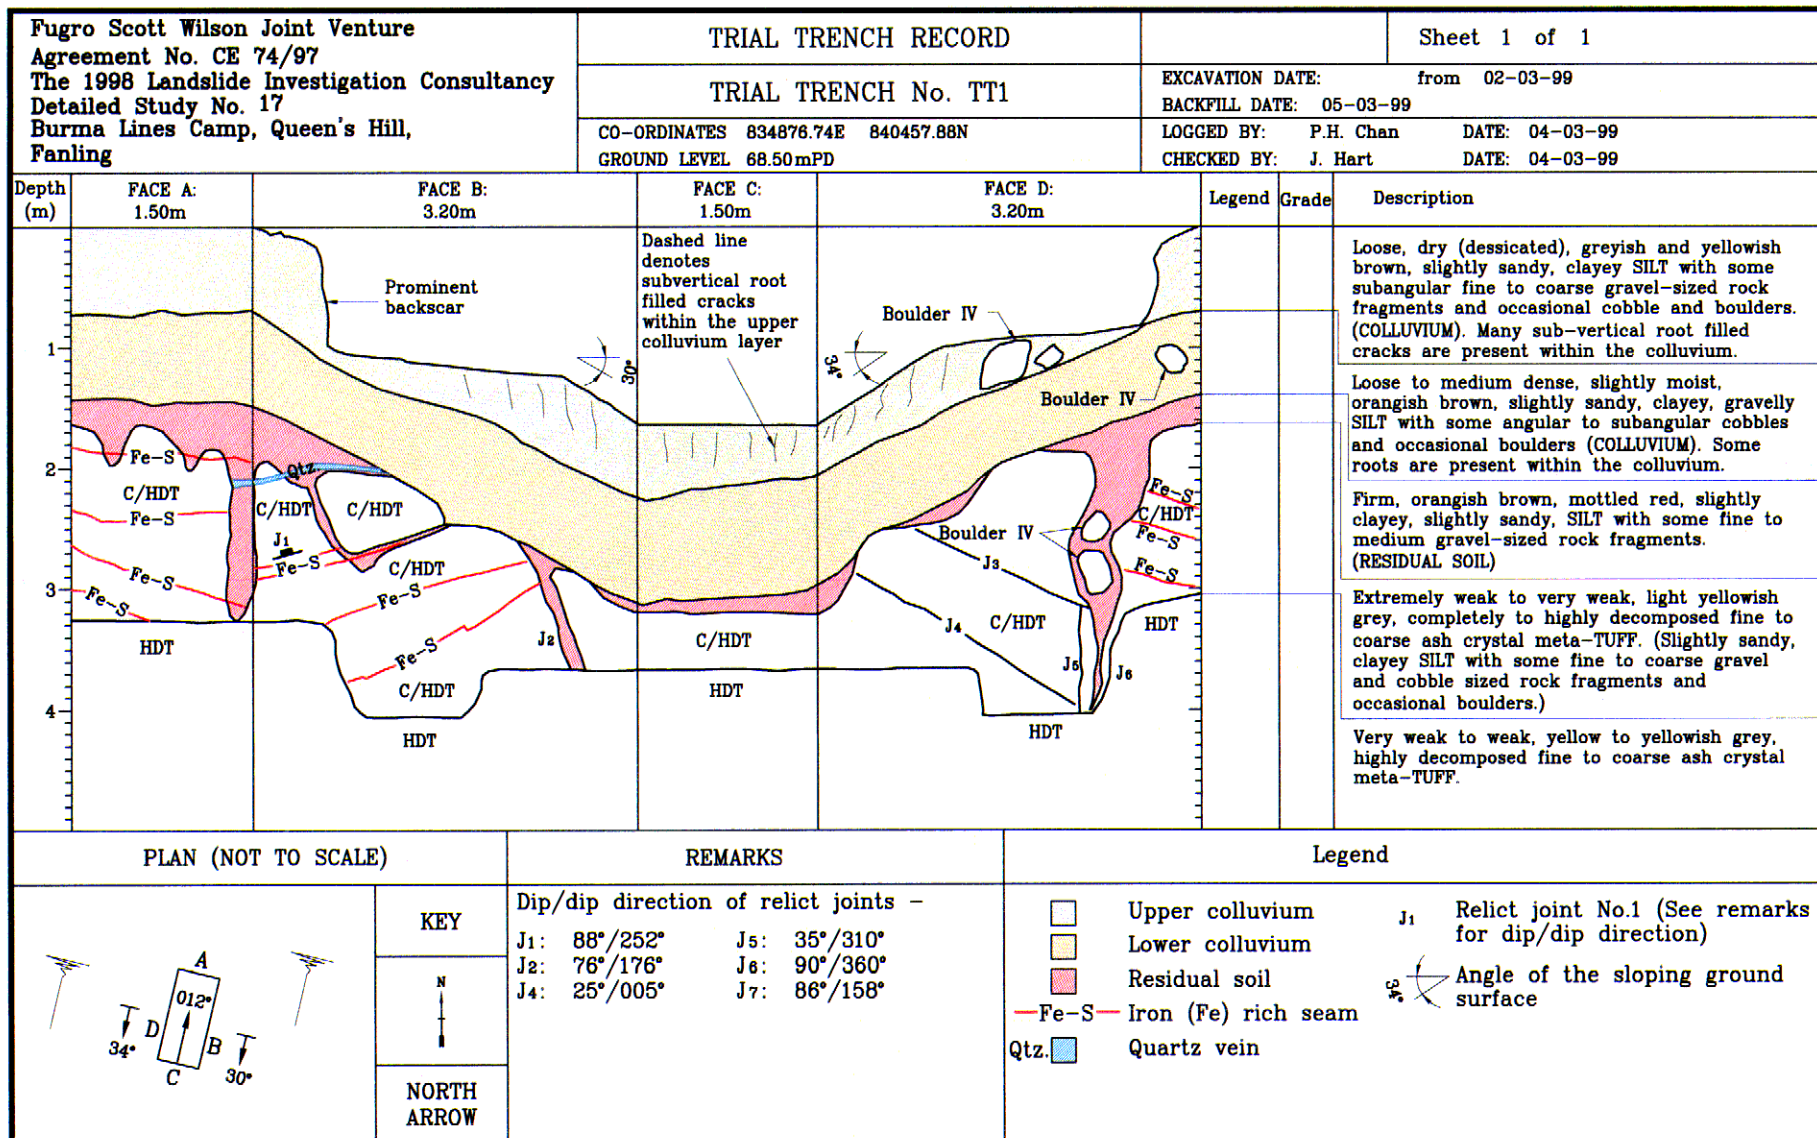 Fugro Scott Wilson Joint Venture
Agreement No. CE 74/97
The 1998 Landslide Investigation Consultancy
Detailed Study No. 17
Burma Lines Camp, Queen's Hill,
Fanling
TRIAL TRENCH RECORD
TRIAL TRENCH No. TT1
CO-ORDINATES 834876.74E 840457.88N
GROUND LEVEL 68.50mPD
Sheet 1 of 1
EXCAVATION DATE: from 02-03-99
BACKFILL DATE: 05-03-99
LOGGED BY: P.H. Chan DATE: 04-03-99
CHECKED BY: J. Hart DATE: 04-03-99
Depth
(m)
FACE A:
1.50m
FACE B:
3.20m
FACE C:
1.50m
FACE D:
3.20m
Legend
Grade
Description
1
2
3
4
Prominent
backscar
30°
Dashed line
denotes
subvertical root
filled cracks
within the upper
colluvium layer
34°
Boulder IV
Boulder IV
Boulder IV
Fe-S
C/HDT
Fe-S
Fe-S
Fe-S
HDT
Qtz.
C/HDT
C/HDT
J1
Fe-S
C/HDT
Fe-S
Fe-S
C/HDT
J2
HDT
C/HDT
HDT
J3
J4
C/HDT
J5
J6
HDT
Fe-S
C/HDT
Fe-S
Fe-S
HDT
Loose, dry (dessicated), greyish and yellowish
brown, slightly sandy, clayey SILT with some
subangular fine to coarse gravel-sized rock
fragments and occasional cobble and boulders.
(COLLUVIUM). Many sub-vertical root filled
cracks are present within the colluvium.
Loose to medium dense, slightly moist,
orangish brown, slightly sandy, clayey, gravelly
SILT with some angular to subangular cobbles
and occasional boulders (COLLUVIUM). Some
roots are present within the colluvium.
Firm, orangish brown, mottled red, slightly
clayey, slightly sandy, SILT with some fine to
medium gravel-sized rock fragments.
(RESIDUAL SOIL)
Extremely weak to very weak, light yellowish
grey, completely to highly decomposed fine to
coarse ash crystal meta-TUFF. (Slightly sandy,
clayey SILT with some fine to coarse gravel
and cobble sized rock fragments and
occasional boulders.)
Very weak to weak, yellow to yellowish grey,
highly decomposed fine to coarse ash crystal
meta-TUFF.
PLAN (NOT TO SCALE)
A
012°
D
B
C
34°
30°
KEY
N
NORTH
ARROW
REMARKS
Dip/dip direction of relict joints -
J1: 88°/252° J5: 35°/310°
J2: 76°/176° J6: 90°/360°
J4: 25°/005° J7: 86°/158°
Legend
Upper colluvium
Lower colluvium
Residual soil
Fe-S Iron (Fe) rich seam
Qtz. Quartz vein
J1 Relict joint No.1 (See remarks
for dip/dip direction)
34° Angle of the sloping ground
surface